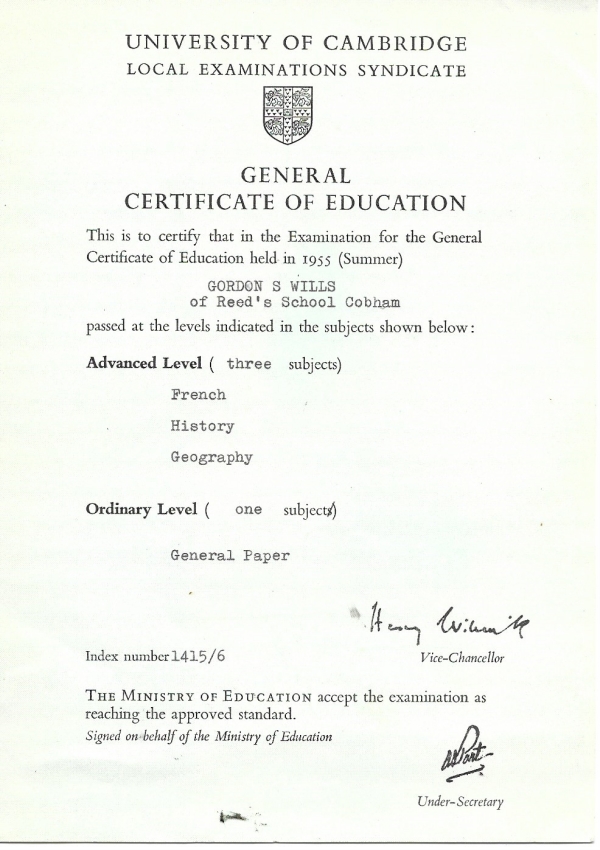 UNIVERSITY OF CAMBRIDGE
LOCAL EXAMINATIONS SYNDICATE
GENERAL
CERTIFICATE OF EDUCATION
This is to certify that in the Examination for the General
Certificate of Education held in 1955 (Summer)
GORDON S WILLS
of Reed's School Cobham
passed at the levels indicated in the subjects shown below:
Advanced Level ( three subjects)
French
History
Geography
Ordinary Level ( one subjects)
General Paper
Index number 1415/6
Vice-Chancellor
THE MINISTRY OF EDUCATION accept the examination as
reaching the approved standard.
Signed on behalf of the Ministry of Education
Under-Secretary